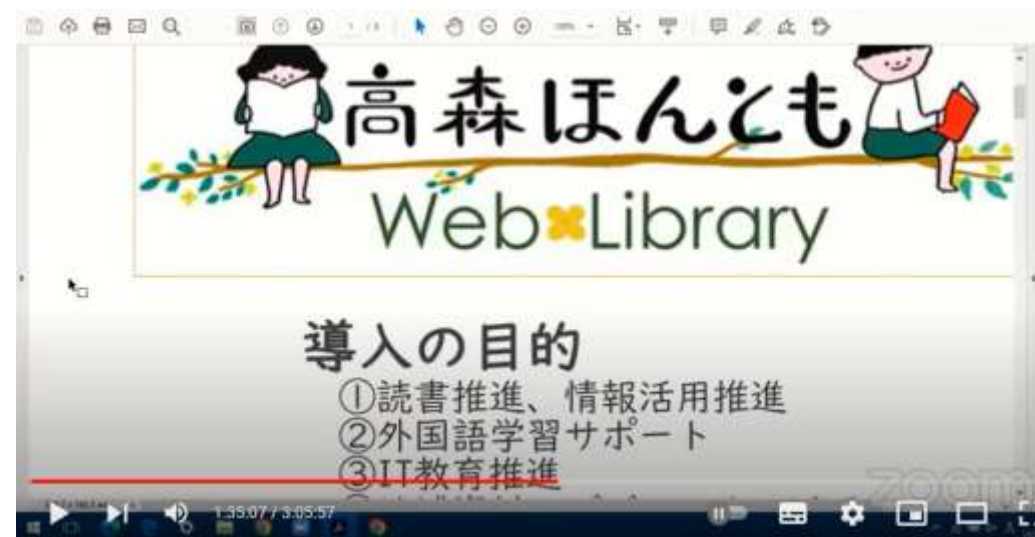 高森ほんとも
Web Library
導入の目的
①読書推進、情報活用推進
②外国語学習サポート
③IT教育推進
zoom
1:35:07 / 3:05:57